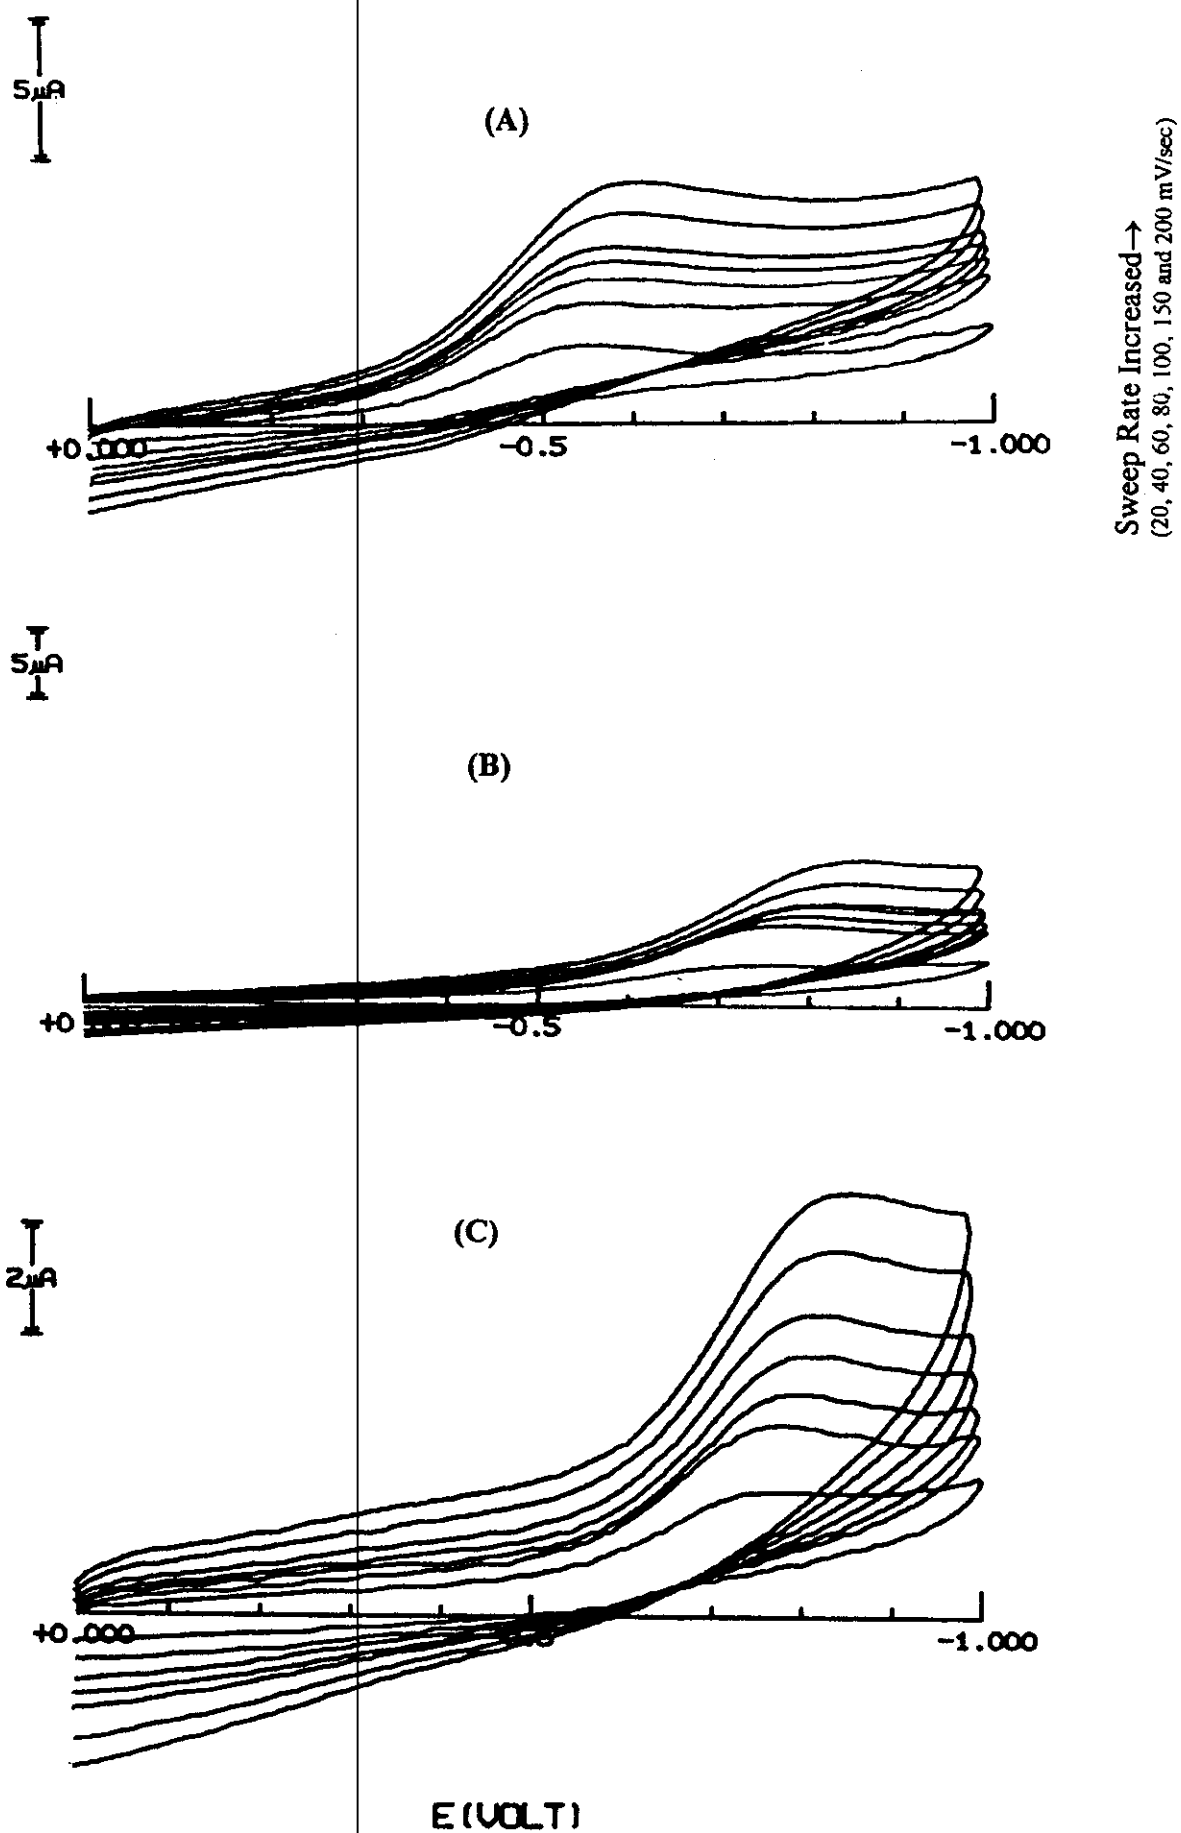 5µA
(A)
+0.000
-0.5
-1.000
Sweep Rate Increased→
(20, 40, 60, 80, 100, 150 and 200 mV/sec)
5µA
(B)
+0
-0.5
-1.000
2µA
(C)
+0.000
-1.000
E(VOLT)